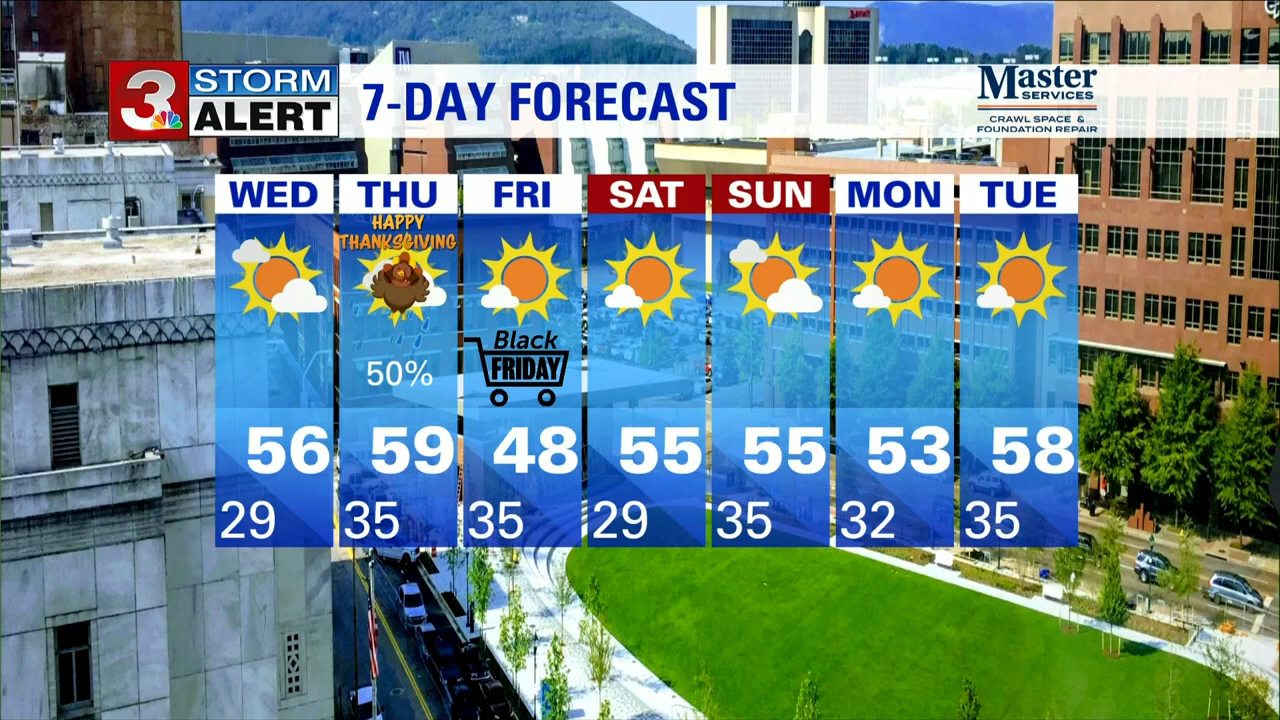 3 STORM
ALERT
7-DAY FORECAST
Master
SERVICES
CRAWL SPACE &
FOUNDATION REPAIR
WED THU FRI SAT SUN MON TUE
HAPPY
THANKSGIVING
Black
FRIDAY
50%
56 59 48 55 55 53 58
29 35 35 29 35 32 35